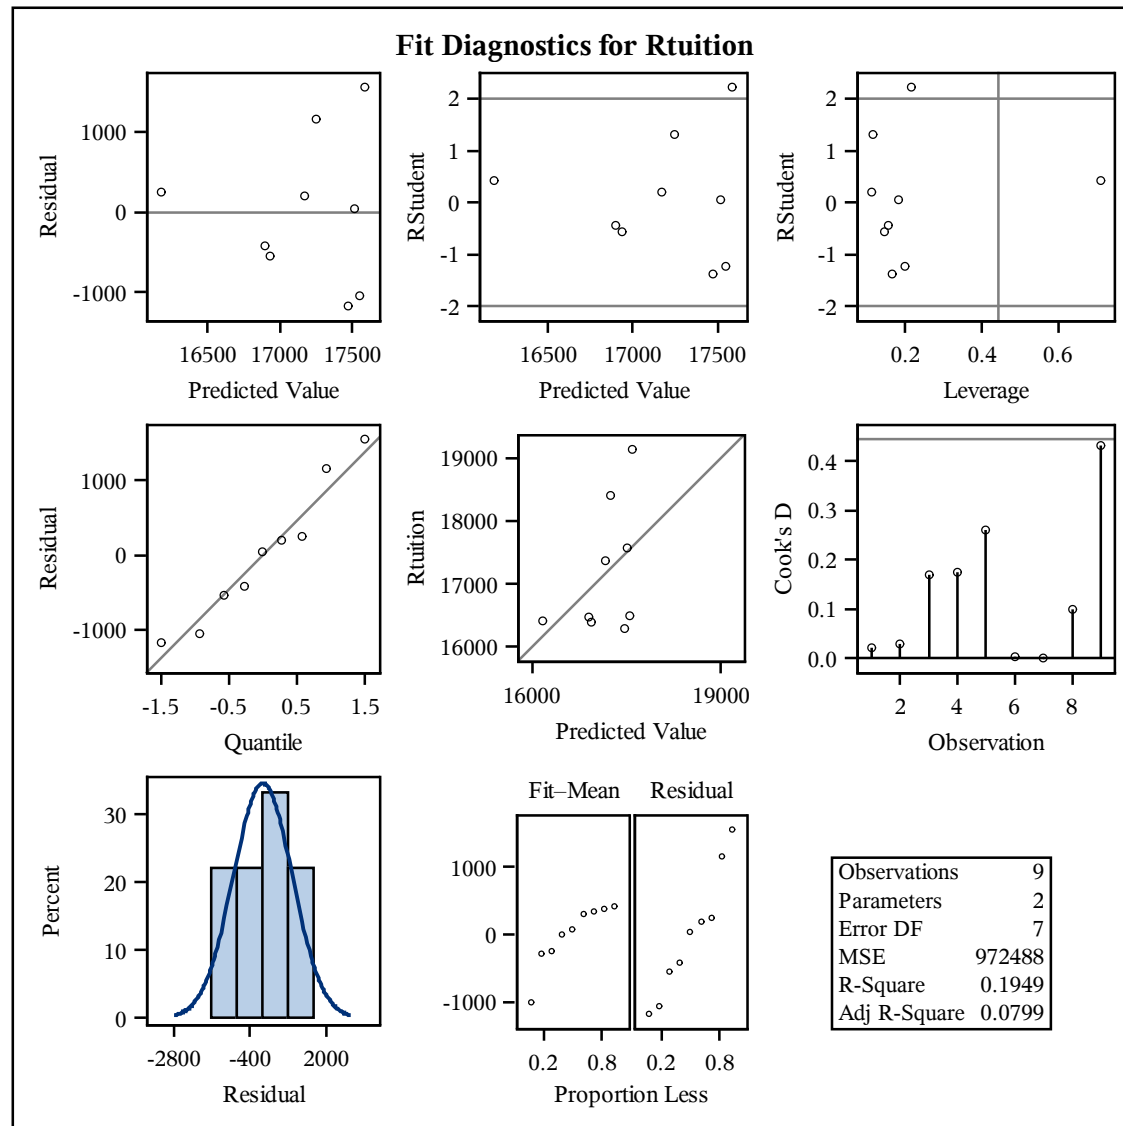 Fit Diagnostics for Rtuition
Residual
1000
0
-1000
16500 17000 17500
Predicted Value
RStudent
2
1
0
-1
-2
16500 17000 17500
Predicted Value
RStudent
2
1
0
-1
-2
0.2 0.4 0.6
Leverage
Residual
1000
0
-1000
-1.5 -0.5 0.5 1.5
Quantile
Rtuition
19000
18000
17000
16000
16000 19000
Predicted Value
Cook's D
0.4
0.3
0.2
0.1
0.0
2 4 6 8
Observation
Percent
30
20
10
0
-2800 -400 2000
Residual
Fit–Mean Residual
1000
0
-1000
0.2 0.8 0.2 0.8
Proportion Less
Observations 9
Parameters 2
Error DF 7
MSE 972488
R-Square 0.1949
Adj R-Square 0.0799